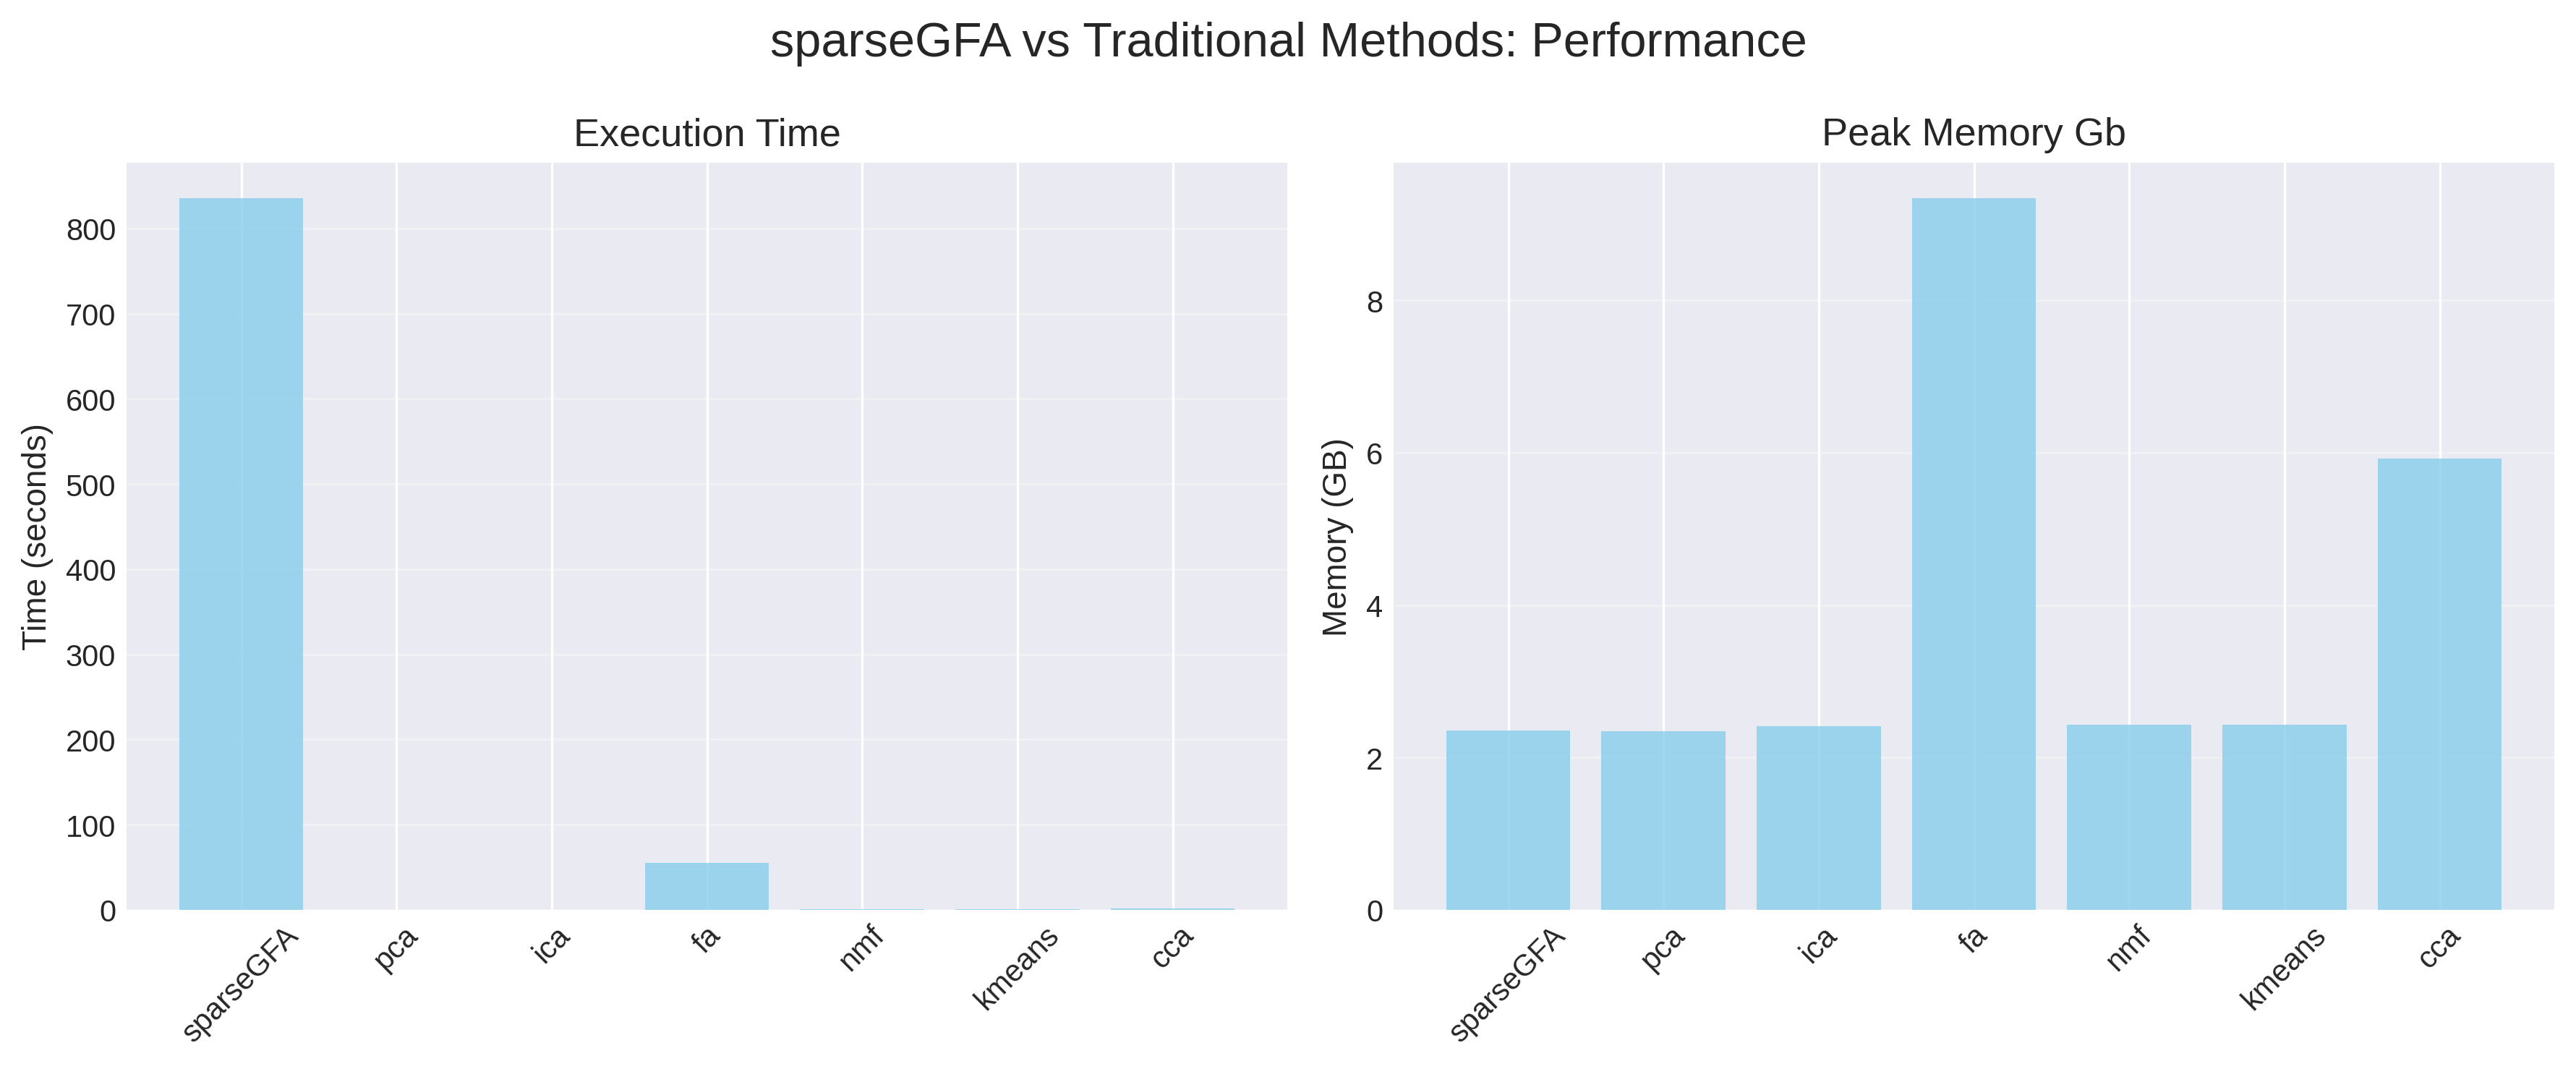 sparseGFA vs Traditional Methods: Performance
Execution Time
Time (seconds)
800
700
600
500
400
300
200
100
0
sparseGFA
pca
ica
fa
nmf
kmeans
cca
Peak Memory Gb
Memory (GB)
8
6
4
2
0
sparseGFA
pca
ica
fa
nmf
kmeans
cca